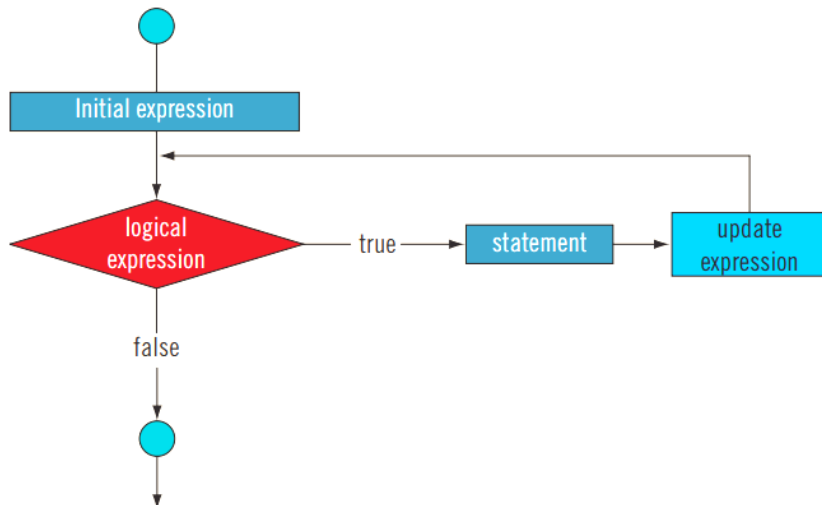 Initial expression
logical
expression
true
statement
update
expression
false